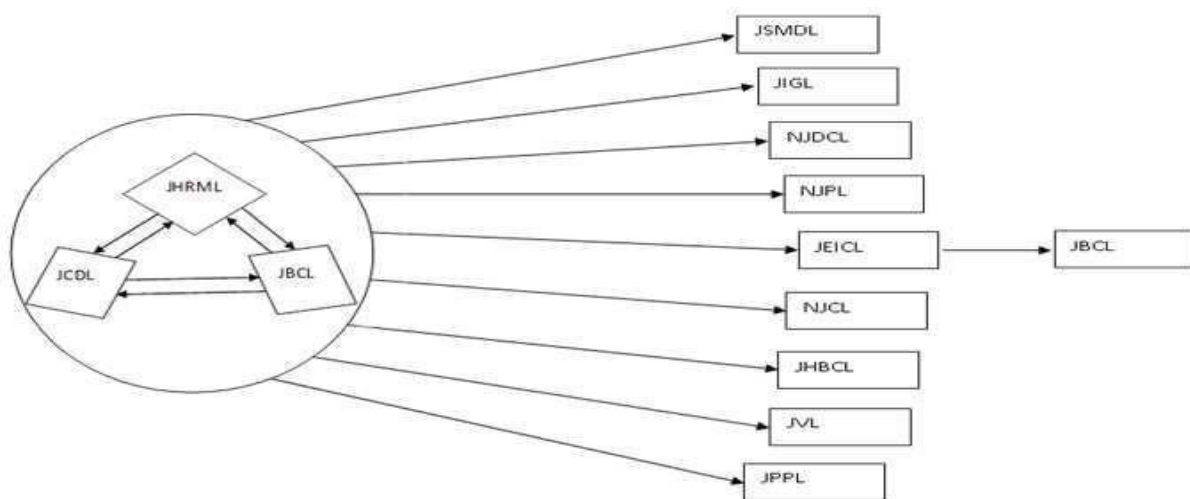 JSMDL
JIGL
NJDCL
JHRML
NJPL
JEICL
JBCL
JCDL
JBCL
NJCL
JHBCL
JVL
JPPL